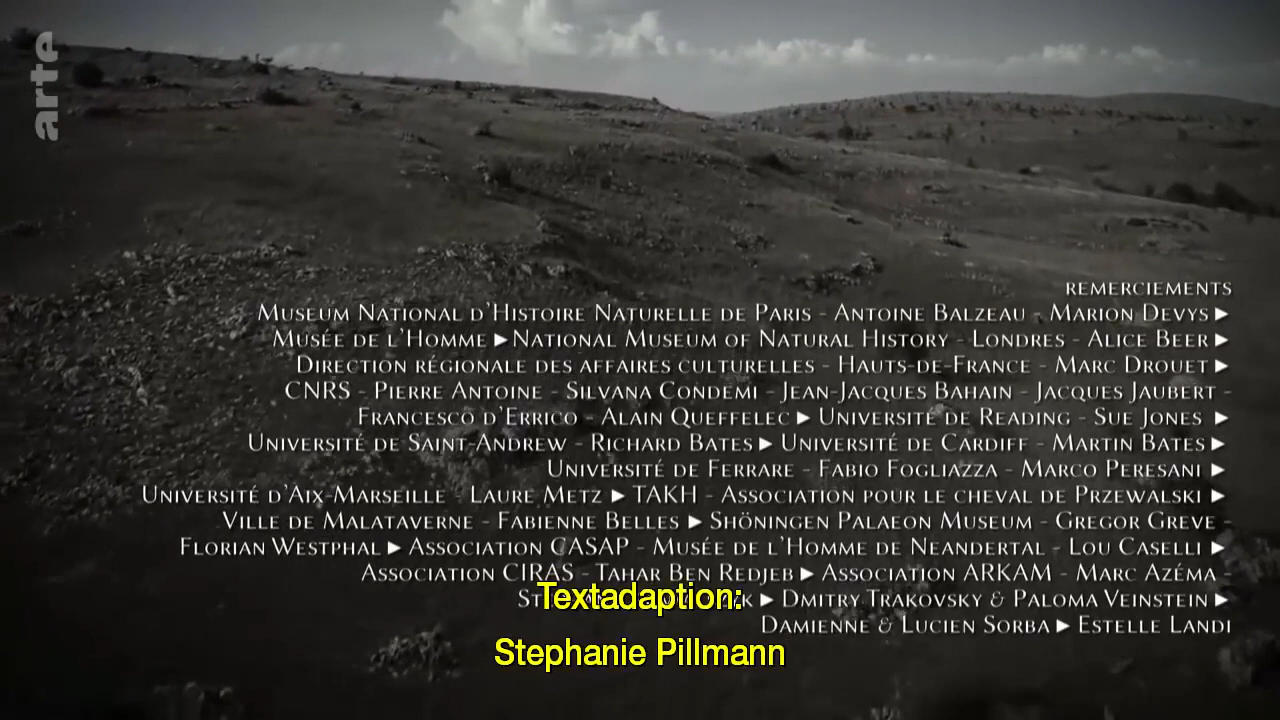 arte
REMERCIEMENTS
MUSEUM NATIONAL D'HISTOIRE NATURELLE DE PARIS - ANTOINE BALZEAU - MARION DEVYS ►
MUSÉE DE L'HOMME ► NATIONAL MUSEUM OF NATURAL HISTORY - LONDRES - ALICE BEER ►
DIRECTION RÉGIONALE DES AFFAIRES CULTURELLES - HAUTS-DE-FRANCE - MARC DROUET ►
CNRS - PIERRE ANTOINE - SILVANA CONDEMI - JEAN-JACQUES BAHAIN - JACQUES JAUBERT -
FRANCESCO D'ERRICO - ALAIN QUEFFELEC ► UNIVERSITÉ DE READING - SUE JONES ►
UNIVERSITÉ DE SAINT-ANDREW - RICHARD BATES ► UNIVERSITÉ DE CARDIFF - MARTIN BATES ►
UNIVERSITÉ DE FERRARE - FABIO FOGLIAZZA - MARCO PERESANI ►
UNIVERSITÉ D'AIX-MARSEILLE - LAURE METZ ► TAKH - ASSOCIATION POUR LE CHEVAL DE PRZEWALSKI ►
VILLE DE MALATAVERNE - FABIENNE BELLES ► SHÖNINGEN PALAEON MUSEUM - GREGOR GREVE -
FLORIAN WESTPHAL ► ASSOCIATION CASAP - MUSÉE DE L'HOMME DE NEANDERTAL - LOU CASELLI ►
ASSOCIATION CIRAS - TAHAR BEN REDJEB ► ASSOCIATION ARKAM - MARC AZÉMA -
► DMITRY TRAKOVSKY & PALOMA VEINSTEIN ►
DAMIENNE & LUCIEN SORBA ► ESTELLE LANDI
Textadaption:
Stephanie Pillmann